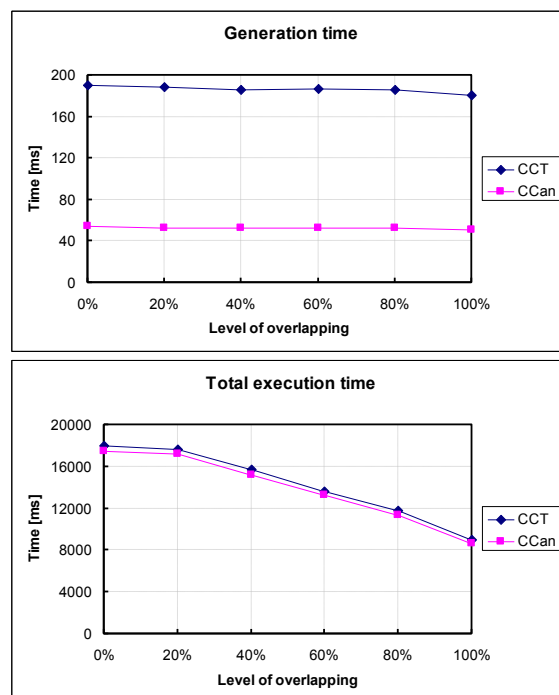 Generation time
200
160
120
80
40
0
Time [ms]
0% 20% 40% 60% 80% 100%
Level of overlapping
CCT
CCan
Total execution time
20000
16000
12000
8000
4000
0
Time [ms]
0% 20% 40% 60% 80% 100%
Level of overlapping
CCT
CCan